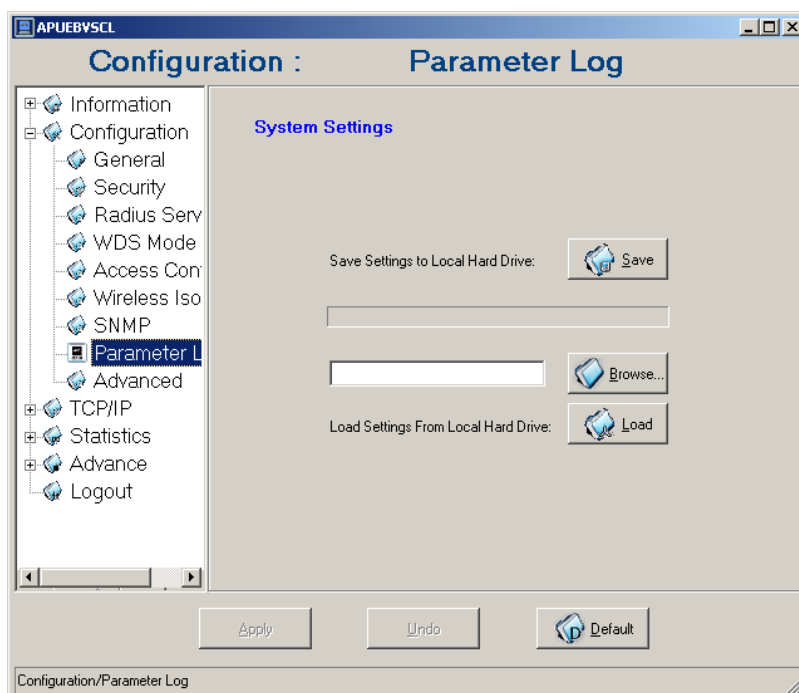 APUEBVSCL
Configuration : Parameter Log
Information
Configuration
General
Security
Radius Serv
WDS Mode
Access Con
Wireless Iso
SNMP
Parameter L
Advanced
TCP/IP
Statistics
Advance
Logout
System Settings
Save Settings to Local Hard Drive: Save
Browse...
Load Settings From Local Hard Drive: Load
Apply Undo Default
Configuration/Parameter Log